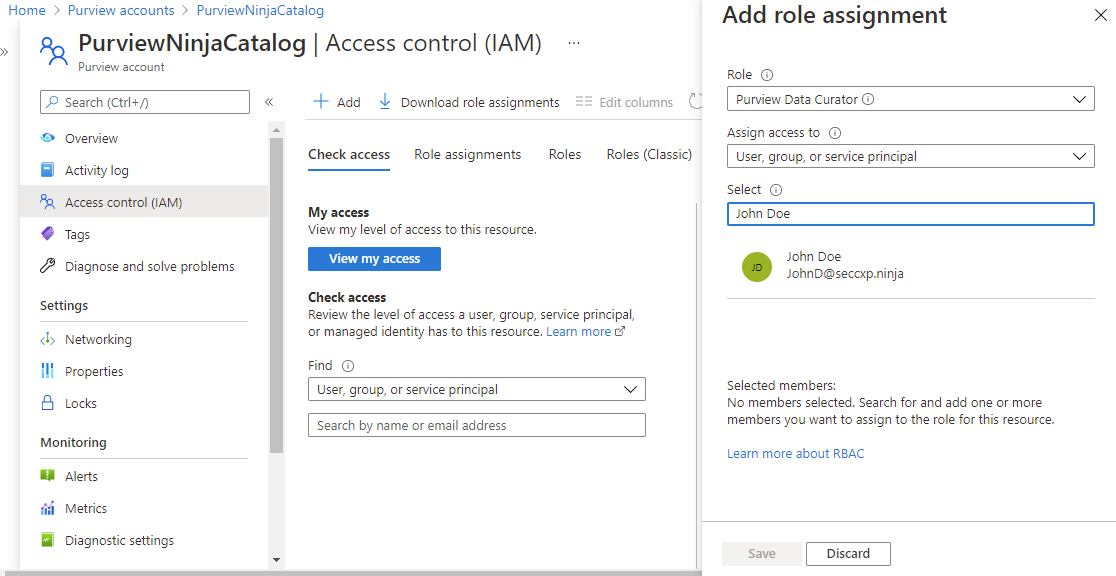 Home > Purview accounts > PurviewNinjaCatalog
»
PurviewNinjaCatalog | Access control (IAM) ...
Purview account
Search (Ctrl+/)
«
Overview
Activity log
Access control (IAM)
Tags
Diagnose and solve problems
Settings
Networking
Properties
Locks
Monitoring
Alerts
Metrics
Diagnostic settings
+ Add Download role assignments Edit columns
Check access Role assignments Roles Roles (Classic)
My access
View my level of access to this resource.
View my access
Check access
Review the level of access a user, group, service principal,
or managed identity has to this resource. Learn more
Find
User, group, or service principal
Search by name or email address
Add role assignment
Role
Purview Data Curator
Assign access to
User, group, or service principal
Select
John Doe
JD
John Doe
JohnD@seccxp.ninja
Selected members:
No members selected. Search for and add one or more
members you want to assign to the role for this resource.
Learn more about RBAC
Save Discard